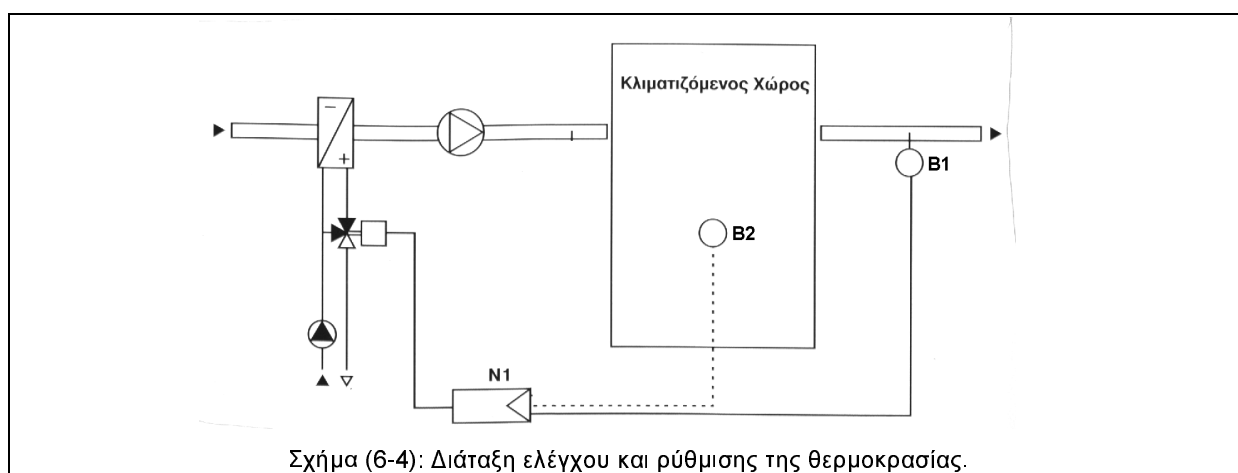 Κλιματιζόμενος Χώρος
B1
B2
N1
Σχήμα (6-4): Διάταξη ελέγχου και ρύθμισης της θερμοκρασίας.